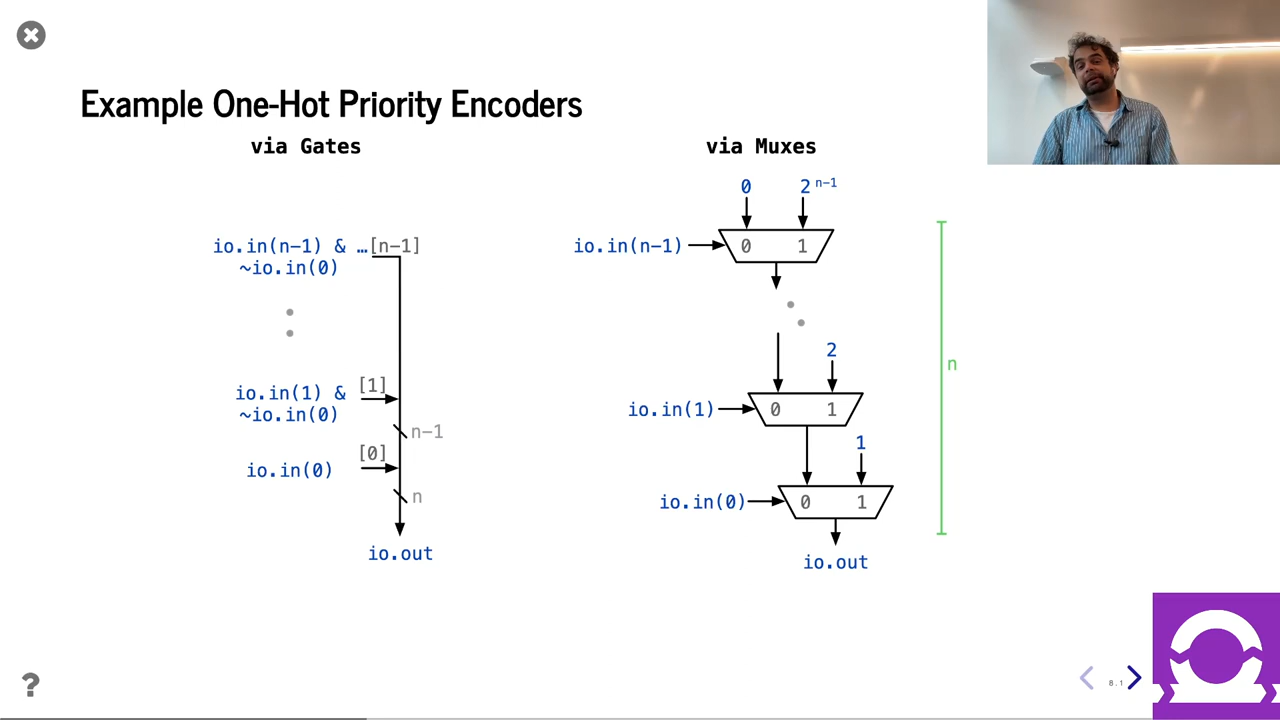 Example One-Hot Priority Encoders
via Gates
io.in(n-1) & …[n-1]
~io.in(0)
io.in(1) & [1]
~io.in(0)
n-1
[0]
io.in(0)
n
io.out
via Muxes
0 2 n-1
io.in(n-1) 0 1
2
io.in(1) 0 1
1
io.in(0) 0 1
io.out
n
?
8.1